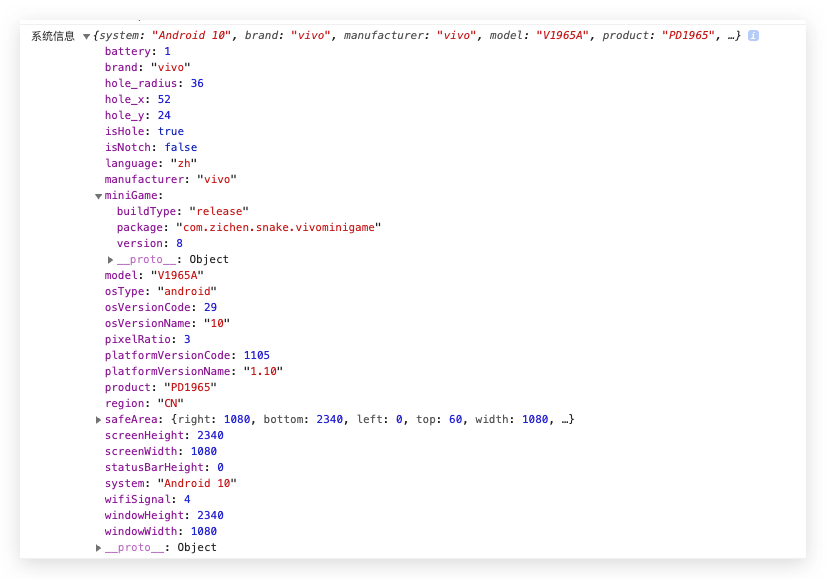 系统信息 ▼{system: "Android 10", brand: "vivo", manufacturer: "vivo", model: "V1965A", product: "PD1965", …} i
battery: 1
brand: "vivo"
hole_radius: 36
hole_x: 52
hole_y: 24
isHole: true
isNotch: false
language: "zh"
manufacturer: "vivo"
▼miniGame:
buildType: "release"
package: "com.zichen.snake.vivominigame"
version: 8
▶__proto__: Object
model: "V1965A"
osType: "android"
osVersionCode: 29
osVersionName: "10"
pixelRatio: 3
platformVersionCode: 1105
platformVersionName: "1.10"
product: "PD1965"
region: "CN"
▶safeArea: {right: 1080, bottom: 2340, left: 0, top: 60, width: 1080, …}
screenHeight: 2340
screenWidth: 1080
statusBarHeight: 0
system: "Android 10"
wifiSignal: 4
windowHeight: 2340
windowWidth: 1080
▶__proto__: Object